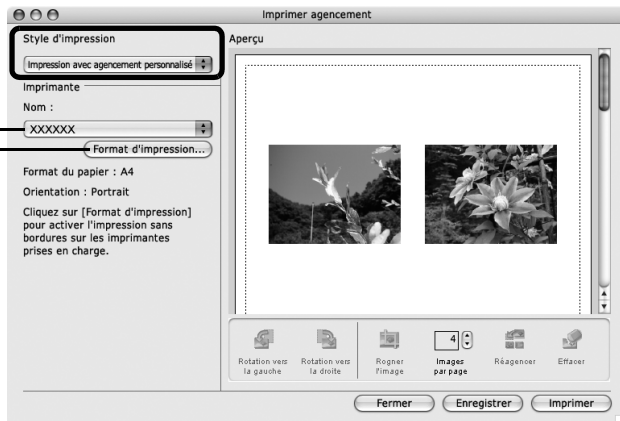 Imprimer agencement
Style d'impression
Impression avec agencement personnalisé
Imprimante
Nom :
XXXXXX
Format d'impression...
Format du papier : A4
Orientation : Portrait
Cliquez sur [Format d'impression]
pour activer l'impression sans
bordures sur les imprimantes
prises en charge.
Aperçu
Rotation vers
la gauche
Rotation vers
la droite
Rogner
l'image
4
Images
par page
Réagencer
Effacer
Fermer
Enregistrer
Imprimer